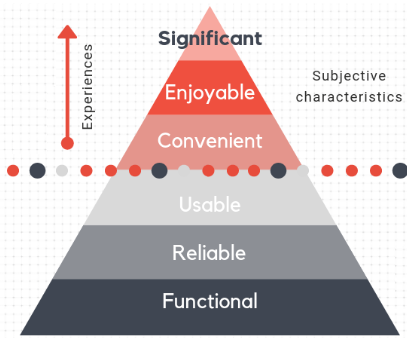 Significant
Enjoyable
Experiences
Subjective
characteristics
Convenient
Usable
Reliable
Functional